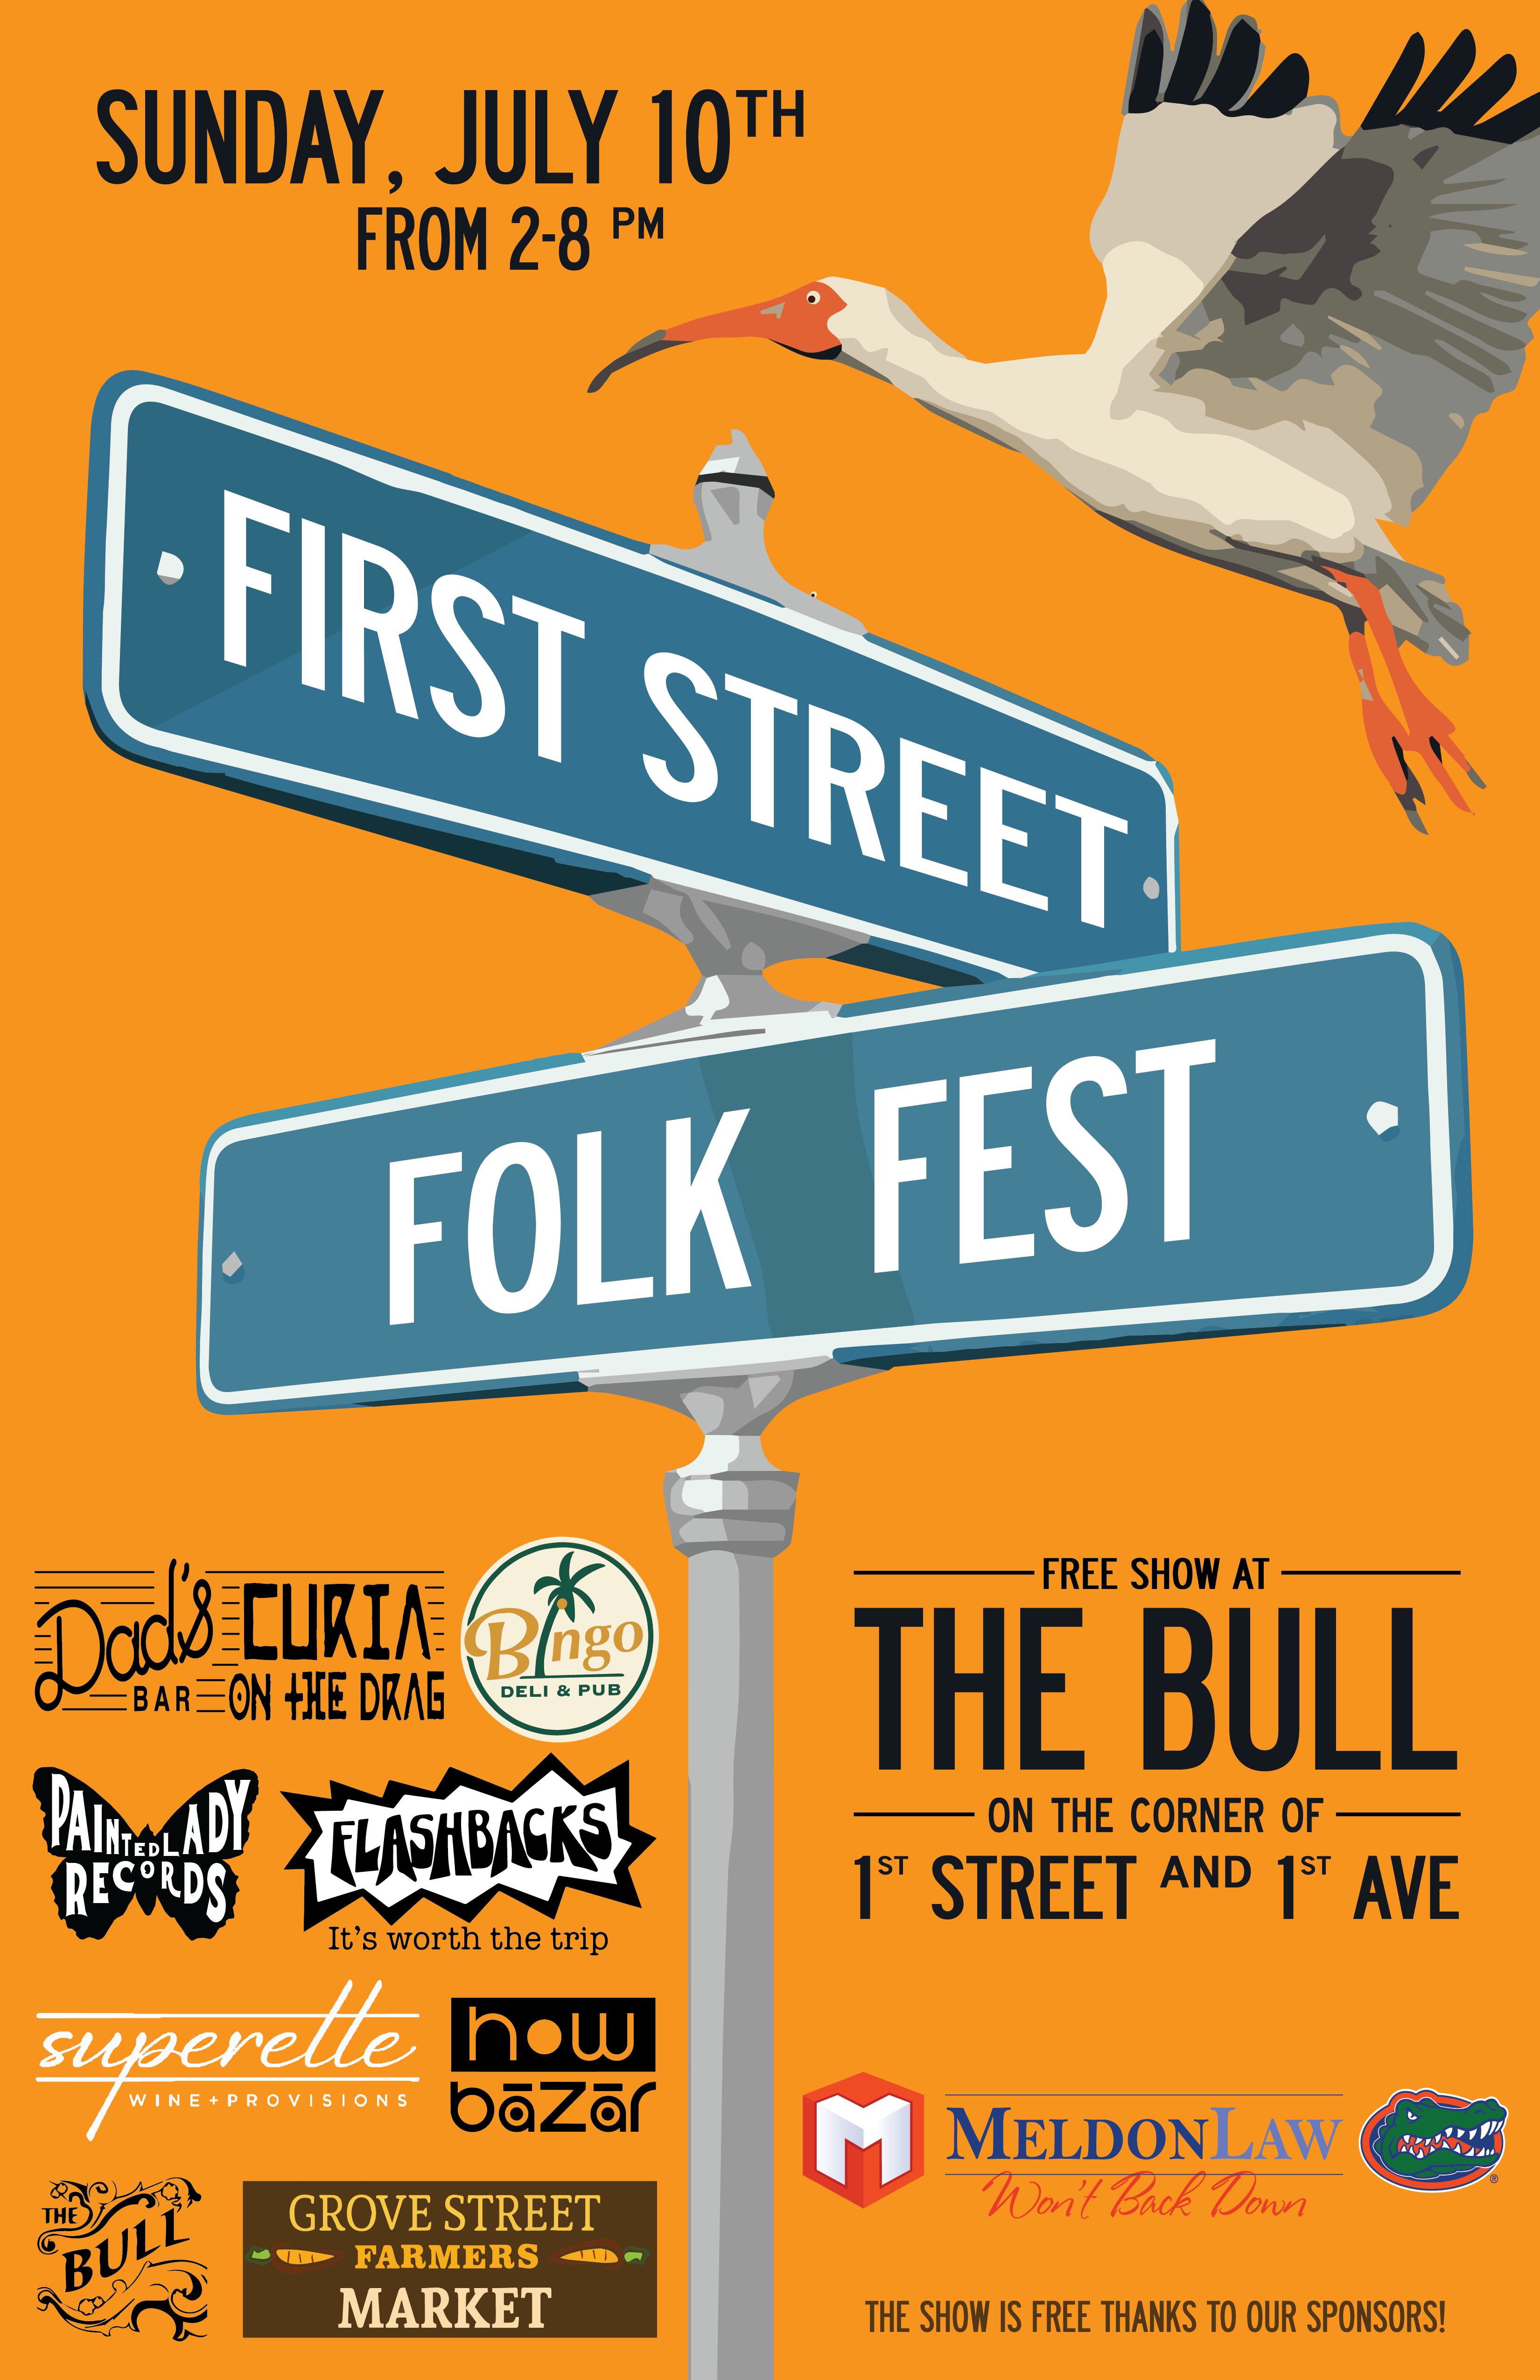 SUNDAY, JULY 10TH
FROM 2-8 PM
FIRST STREET
FOLK FEST
Dad's BAR
CURIA
ON THE DRAG
Bingo
DELI & PUB
PAINTED LADY
RECORDS
FLASHBACKS
It's worth the trip
superette
WINE+PROVISIONS
how
bāzār
THE
BULL
GROVE STREET
FARMERS
MARKET
FREE SHOW AT
THE BULL
ON THE CORNER OF
1ST STREET AND 1ST AVE
MELDONLAW
Won't Back Down
®
THE SHOW IS FREE THANKS TO OUR SPONSORS!